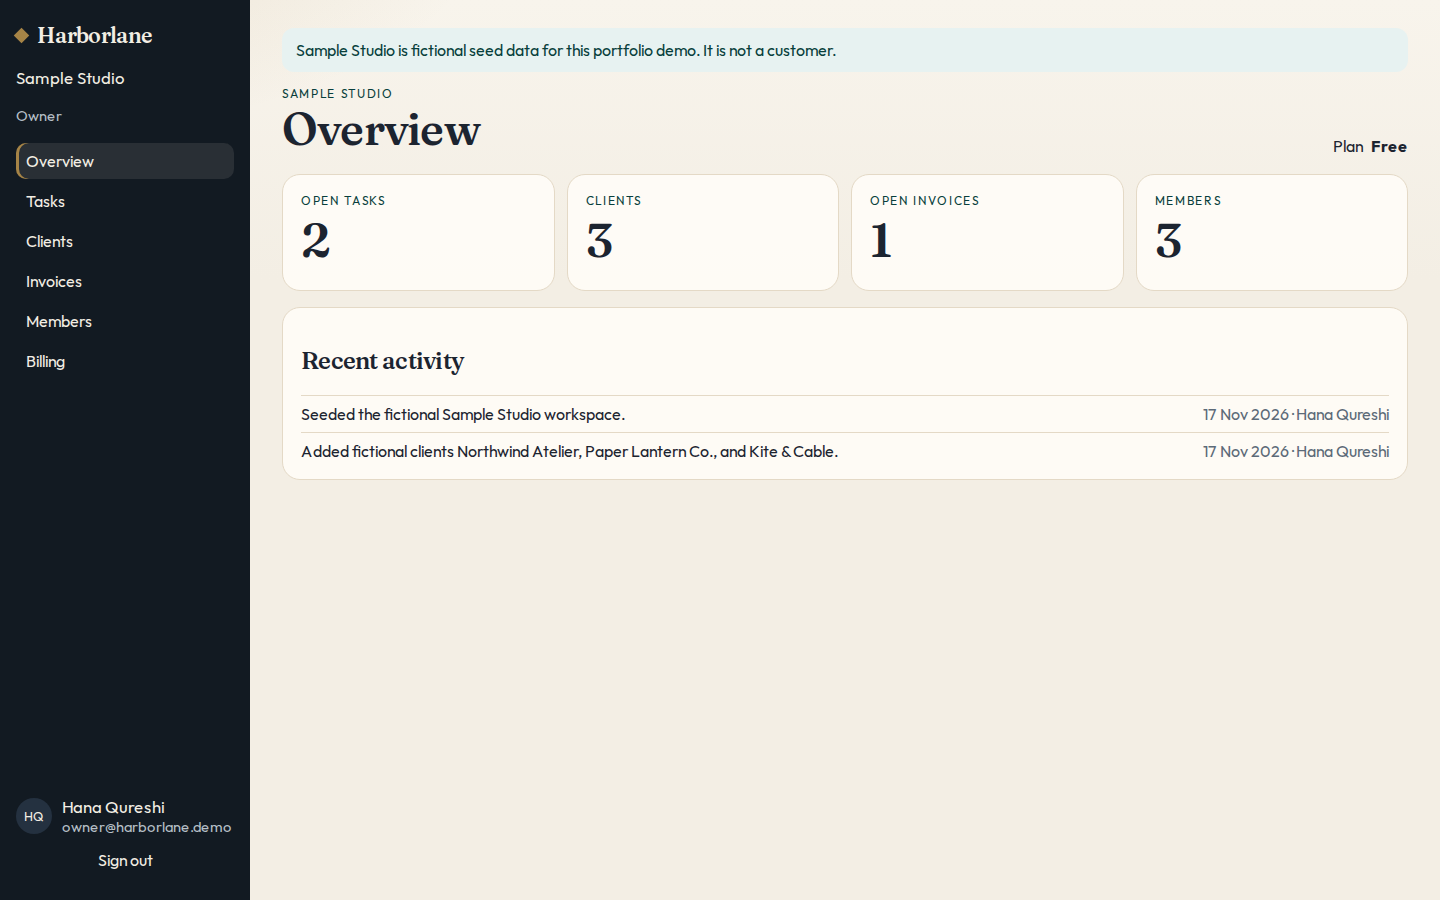 Harborlane
Sample Studio
Owner
Overview
Tasks
Clients
Invoices
Members
Billing
HQ
Hana Qureshi
owner@harborlane.demo
Sign out
Sample Studio is fictional seed data for this portfolio demo. It is not a customer.
SAMPLE STUDIO
Overview
Plan Free
OPEN TASKS
2
CLIENTS
3
OPEN INVOICES
1
MEMBERS
3
Recent activity
Seeded the fictional Sample Studio workspace. 17 Nov 2026 · Hana Qureshi
Added fictional clients Northwind Atelier, Paper Lantern Co., and Kite & Cable. 17 Nov 2026 · Hana Qureshi